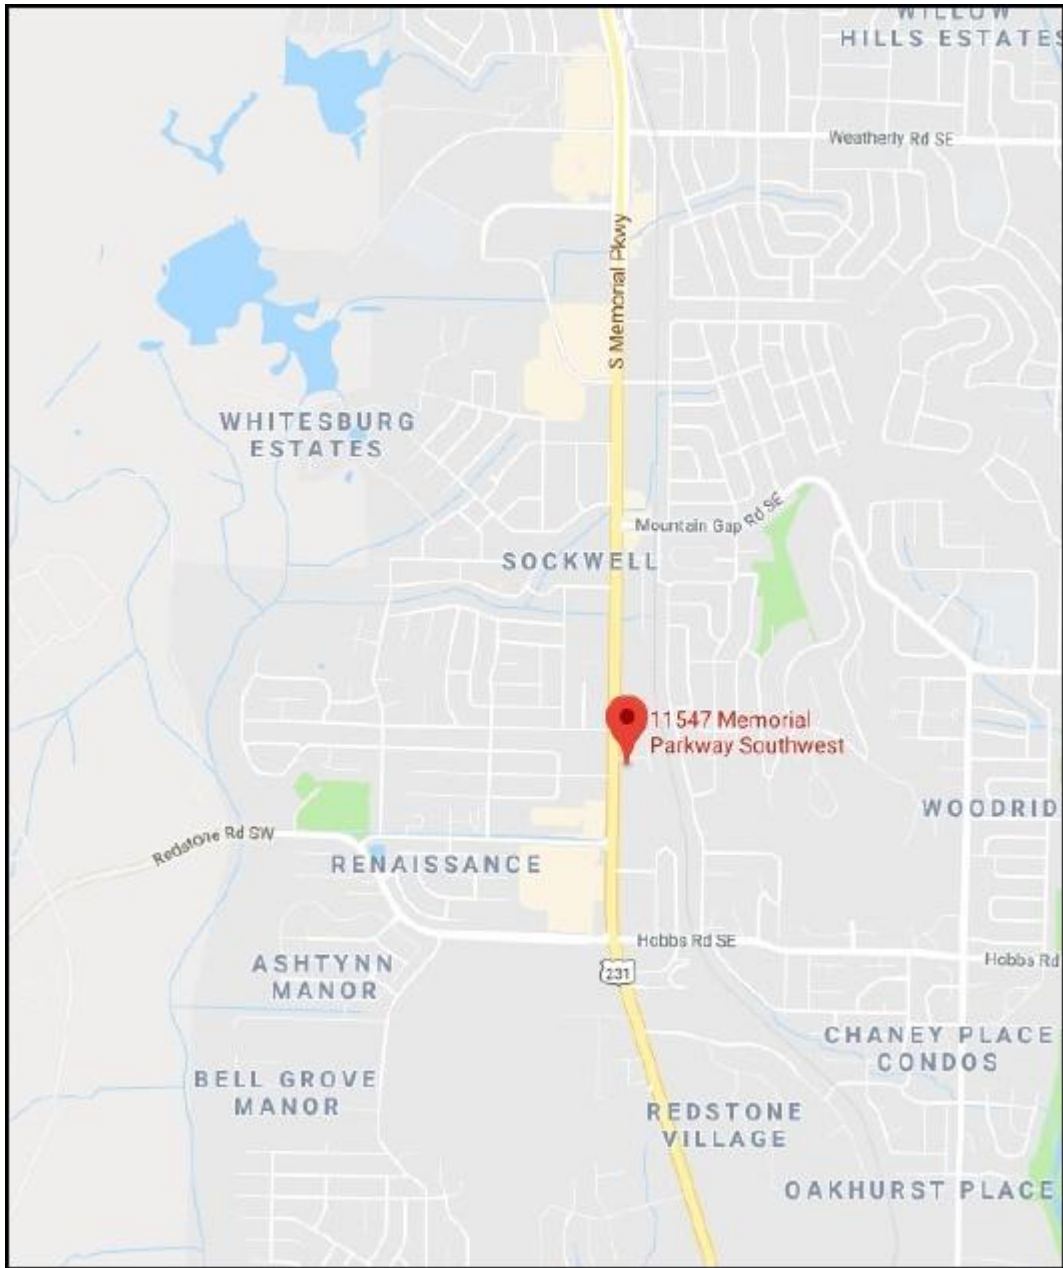 WILLOW
HILLS ESTATES
Weatherly Rd SE
S Memorial Pkwy
WHITESBURG
ESTATES
Mountain Gap Rd SE
SOCKWELL
11547 Memorial
Parkway Southwest
WOODRID
Redstone Rd SW
RENAISSANCE
Hobbs Rd SE
Hobbs Rd
ASHTYNN
MANOR
231
CHANEY PLACE
CONDOS
BELL GROVE
MANOR
REDSTONE
VILLAGE
OAKHURST PLACE